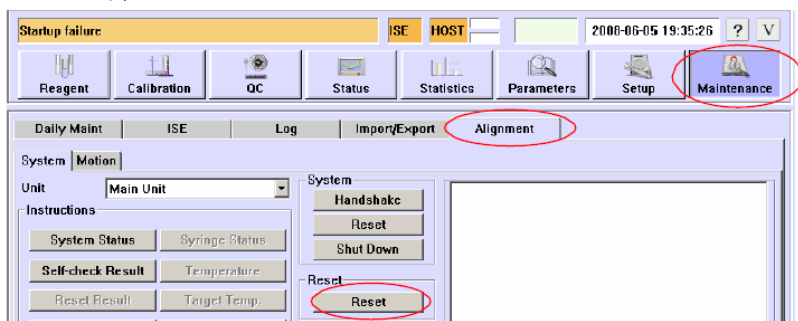 Startup failure ISE HOST 2008-06-05 19:35:26 ? V
Reagent Calibration QC Status Statistics Parameters Setup Maintenance
Daily Maint ISE Log Import/Export Alignment
System Motion
Unit Main Unit System
Handshake
Instructions
Reset
System Status Syringe Status
Shut Down
Self-check Result Temperature
Reset
Reset Result Target Temp. Reset